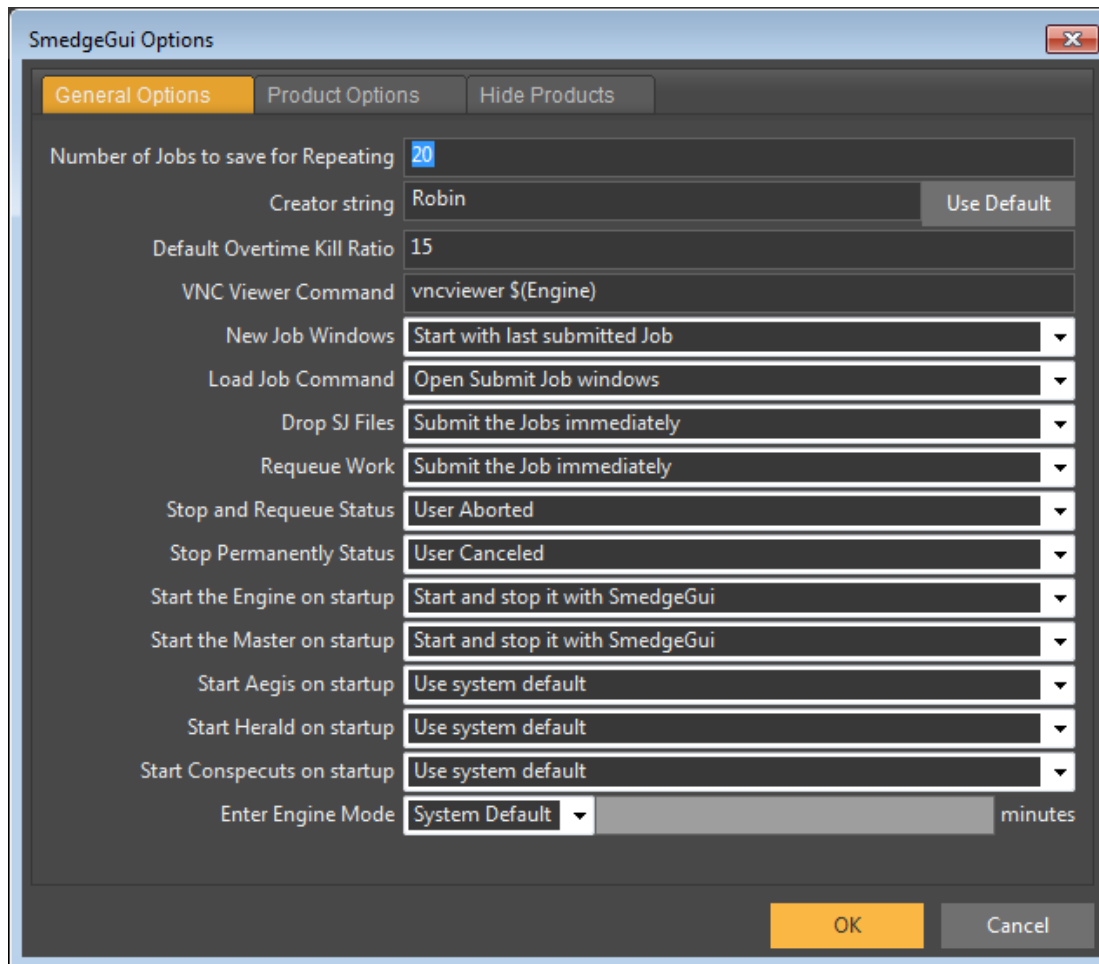 SmedgeGui Options
General Options Product Options Hide Products
Number of Jobs to save for Repeating 20
Creator string Robin Use Default
Default Overtime Kill Ratio 15
VNC Viewer Command vncviewer $(Engine)
New Job Windows Start with last submitted Job
Load Job Command Open Submit Job windows
Drop SJ Files Submit the Jobs immediately
Requeue Work Submit the Job immediately
Stop and Requeue Status User Aborted
Stop Permanently Status User Canceled
Start the Engine on startup Start and stop it with SmedgeGui
Start the Master on startup Start and stop it with SmedgeGui
Start Aegis on startup Use system default
Start Herald on startup Use system default
Start Conspecuts on startup Use system default
Enter Engine Mode System Default minutes
OK Cancel